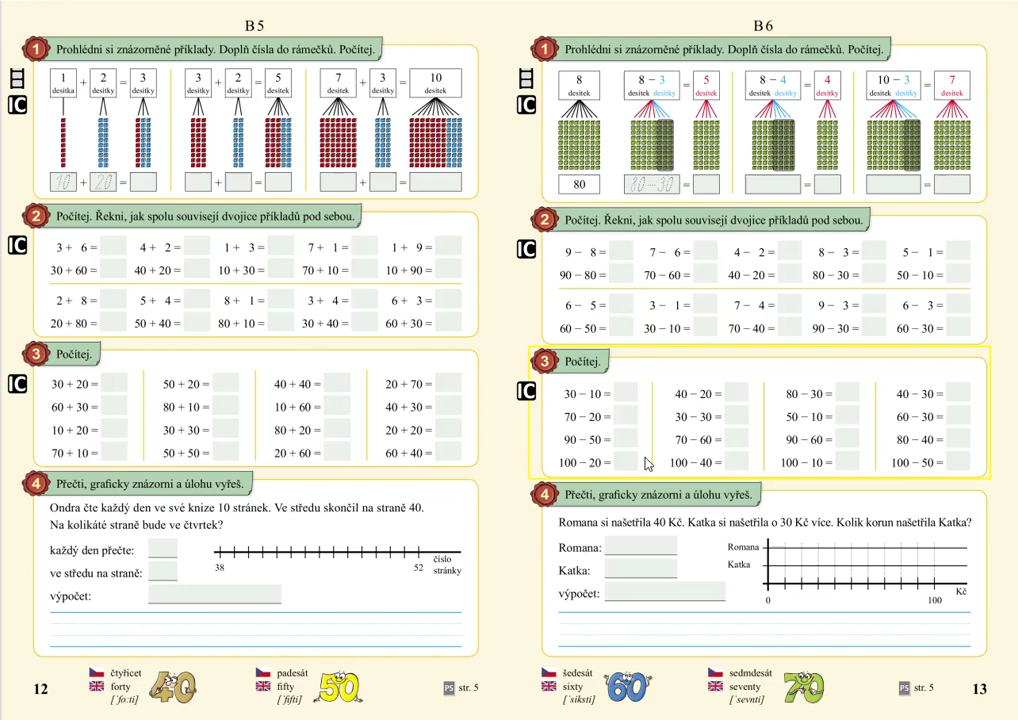 B 5
1 Prohlédni si znázorněné příklady. Doplň čísla do rámečků. Počítej.
1 desítka + 2 desítky = 3 desítky
3 desítky + 2 desítky = 5 desítek
7 desítek + 3 desítky = 10 desítek
10 + 20 =
+ =
+ =
2 Počítej. Řekni, jak spolu souvisejí dvojice příkladů pod sebou.
3 + 6 = 4 + 2 = 1 + 3 = 7 + 1 = 1 + 9 =
30 + 60 = 40 + 20 = 10 + 30 = 70 + 10 = 10 + 90 =
2 + 8 = 5 + 4 = 8 + 1 = 3 + 4 = 6 + 3 =
20 + 80 = 50 + 40 = 80 + 10 = 30 + 40 = 60 + 30 =
3 Počítej.
30 + 20 = 50 + 20 = 40 + 40 = 20 + 70 =
60 + 30 = 80 + 10 = 10 + 60 = 40 + 30 =
10 + 20 = 30 + 30 = 80 + 20 = 20 + 20 =
70 + 10 = 50 + 50 = 20 + 60 = 60 + 40 =
4 Přečti, graficky znázorni a úlohu vyřeš.
Ondra čte každý den ve své knize 10 stránek. Ve středu skončil na straně 40.
Na kolikáté straně bude ve čtvrtek?
každý den přečte:
ve středu na straně:
výpočet:
38 52 číslo
stránky
12
čtyřicet
forty
[ˈfoːti]
40
padesát
fifty
[ˈfifti]
50
PS str. 5
B 6
1 Prohlédni si znázorněné příklady. Doplň čísla do rámečků. Počítej.
8 desítek
8 − 3 desítek desítky = 5 desítek
8 − 4 desítek desítky = 4 desítky
10 − 3 desítek desítky = 7 desítek
80
80 − 30 =
=
=
2 Počítej. Řekni, jak spolu souvisejí dvojice příkladů pod sebou.
9 − 8 = 7 − 6 = 4 − 2 = 8 − 3 = 5 − 1 =
90 − 80 = 70 − 60 = 40 − 20 = 80 − 30 = 50 − 10 =
6 − 5 = 3 − 1 = 7 − 4 = 9 − 3 = 6 − 3 =
60 − 50 = 30 − 10 = 70 − 40 = 90 − 30 = 60 − 30 =
3 Počítej.
30 − 10 = 40 − 20 = 80 − 30 = 40 − 30 =
70 − 20 = 30 − 30 = 50 − 10 = 60 − 30 =
90 − 50 = 70 − 60 = 90 − 60 = 80 − 40 =
100 − 20 = 100 − 40 = 100 − 10 = 100 − 50 =
4 Přečti, graficky znázorni a úlohu vyřeš.
Romana si našetřila 40 Kč. Katka si našetřila o 30 Kč více. Kolik korun našetřila Katka?
Romana:
Katka:
výpočet:
Romana
Katka
0 100 Kč
šedesát
sixty
[ˈsiksti]
60
sedmdesát
seventy
[ˈsevnti]
70
PS str. 5
13